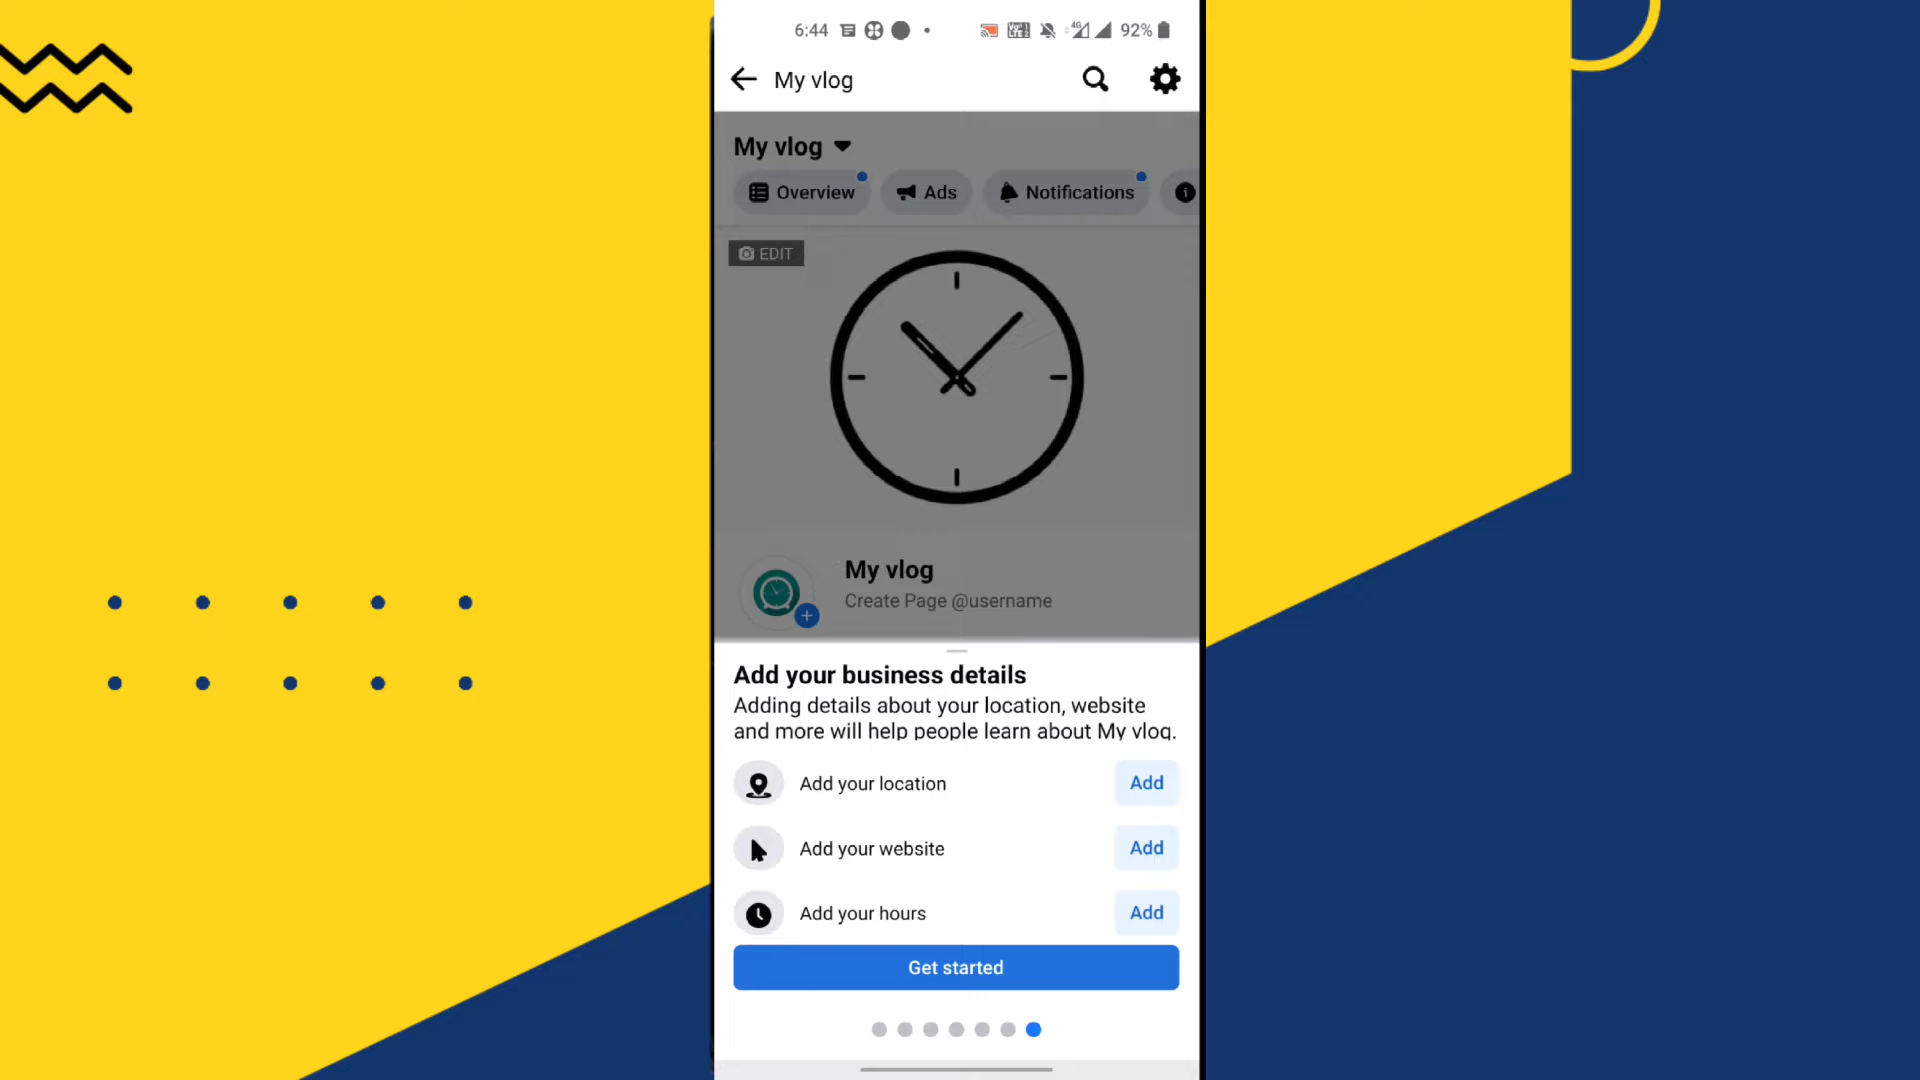 6:44
4G
92%
My vlog
My vlog
Overview
Ads
Notifications
EDIT
My vlog
Create Page @username
Add your business details
Adding details about your location, website
and more will help people learn about My vlog.
Add your location
Add
Add your website
Add
Add your hours
Add
Get started